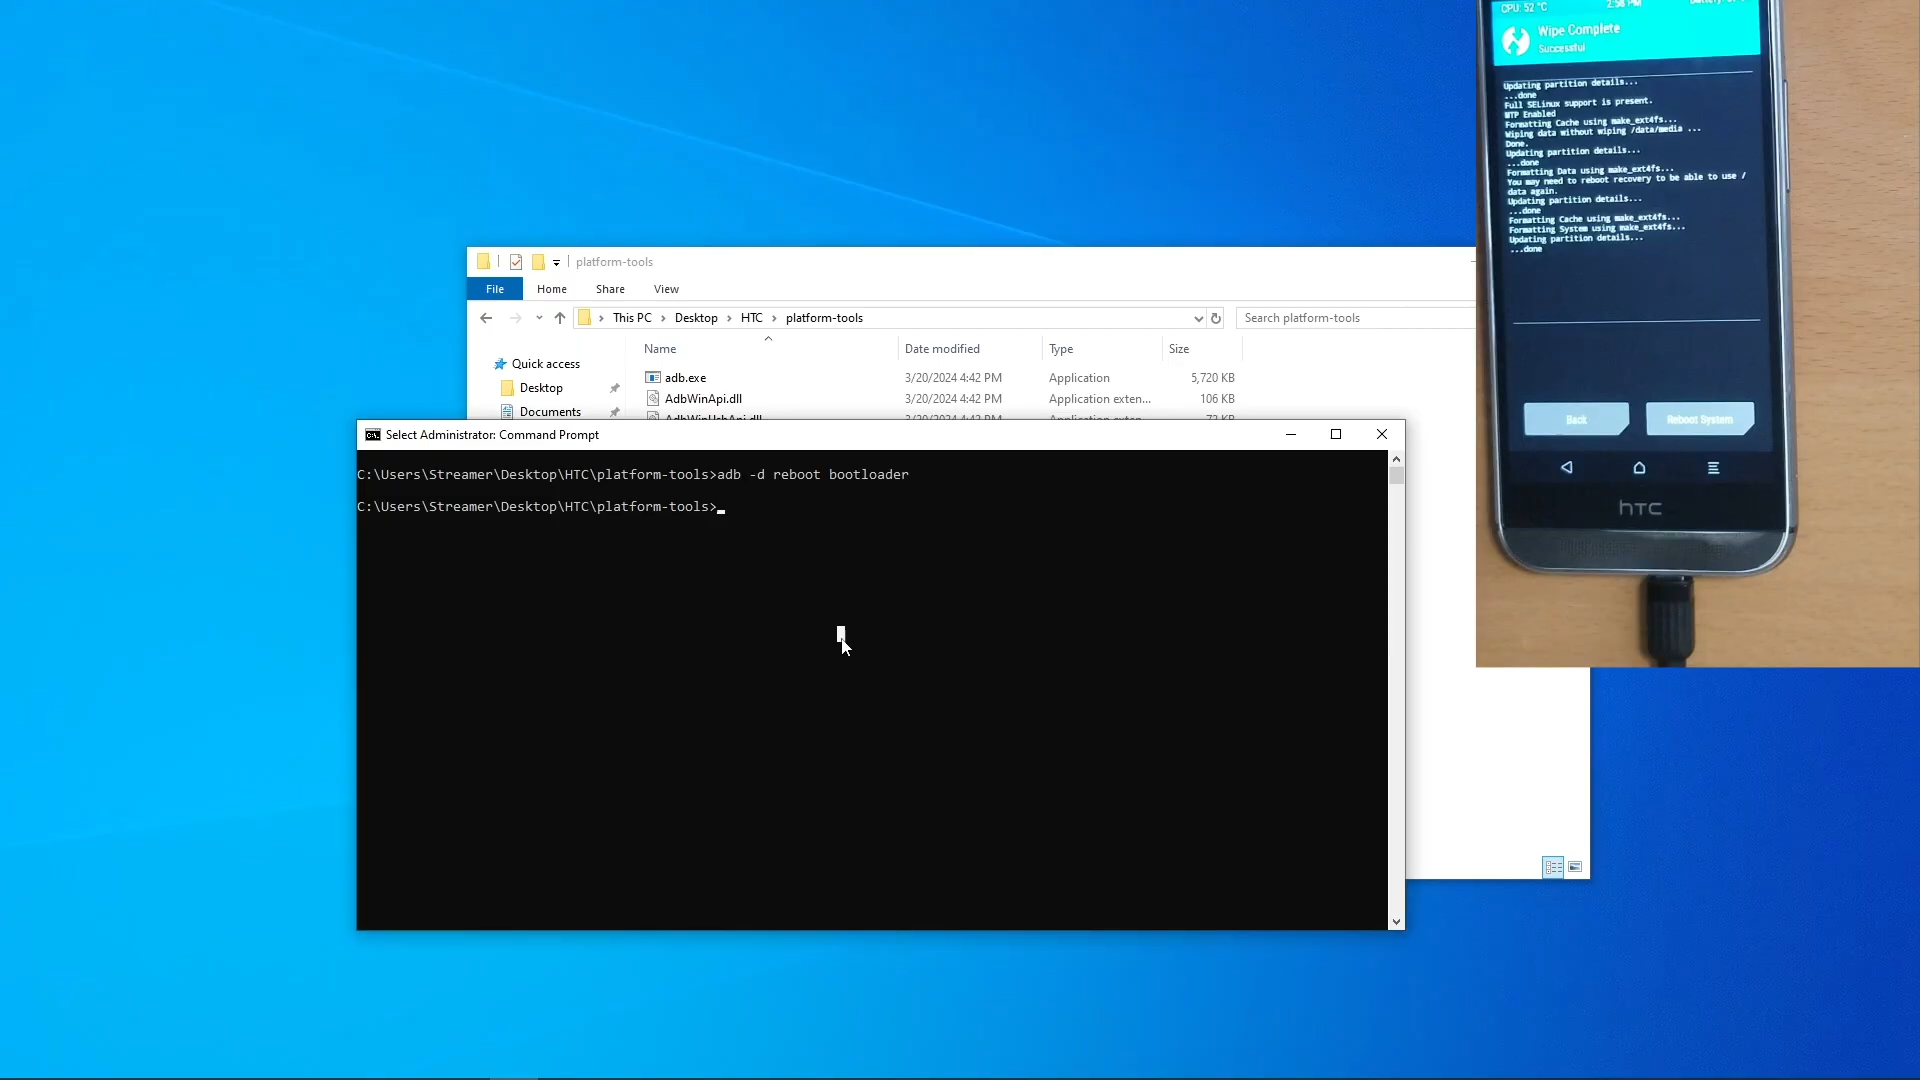 platform-tools
File Home Share View
This PC Desktop HTC platform-tools
Search platform-tools
Name Date modified Type Size
Quick access
Desktop
Documents
adb.exe 3/20/2024 4:42 PM Application 5,720 KB
AdbWinApi.dll 3/20/2024 4:42 PM Application exten... 106 KB
Select Administrator: Command Prompt
C:\Users\Streamer\Desktop\HTC\platform-tools>adb -d reboot bootloader
C:\Users\Streamer\Desktop\HTC\platform-tools>
CPU: 52 °C
Wipe Complete
Successful
Updating partition details...
...done
Full SELinux support is present.
MTP Enabled
Formatting Cache using make_ext4fs...
Wiping data without wiping /data/media ...
Done.
Updating partition details...
...done
Formatting Data using make_ext4fs...
You may need to reboot recovery to be able to use /
data again.
Updating partition details...
...done
Formatting Cache using make_ext4fs...
Formatting System using make_ext4fs...
Updating partition details...
...done
Back Reboot System
hTC